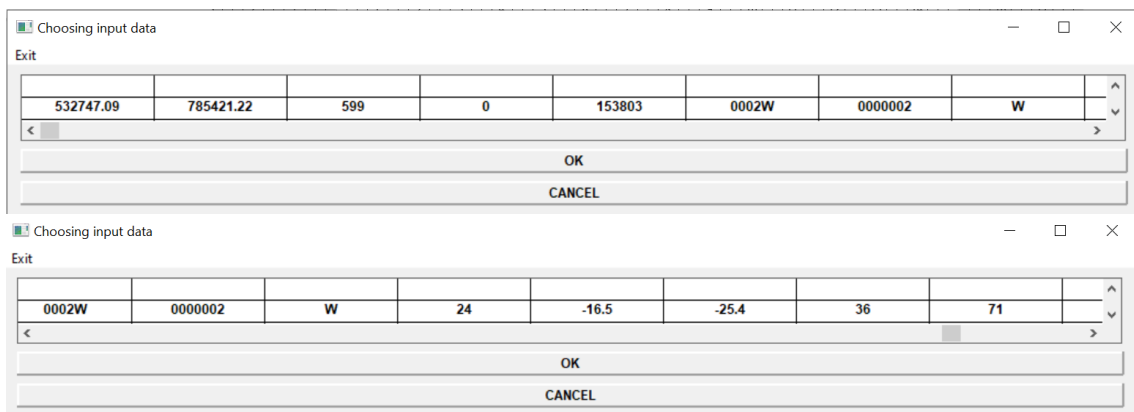 Choosing input data
Exit
532747.09 785421.22 599 0 153803 0002W 0000002 W
OK
CANCEL
Choosing input data
Exit
0002W 0000002 W 24 -16.5 -25.4 36 71
OK
CANCEL